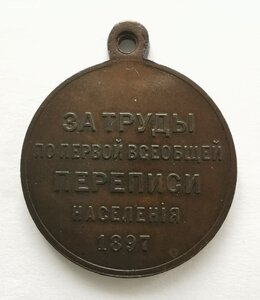 ЗА ТРУДЫ
ПО ПЕРВОЙ ВСЕОБЩЕЙ
ПЕРЕПИСИ
НАСЕЛЕНІЯ
1897